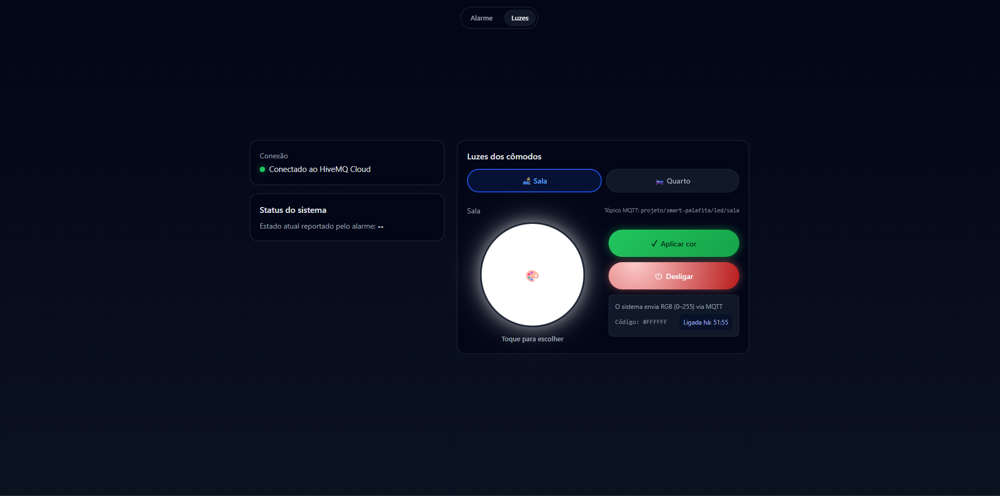 Alarme
Luzes
Conexão
Conectado ao HiveMQ Cloud
Status do sistema
Estado atual reportado pelo alarme: --
Luzes dos cômodos
Sala
Quarto
Sala
Tópico MQTT: projeto/smart-palafita/led/sala
Toque para escolher
✓ Aplicar cor
Desligar
O sistema envia RGB (0–255) via MQTT
Código: #FFFFFF
Ligada há: 51:55